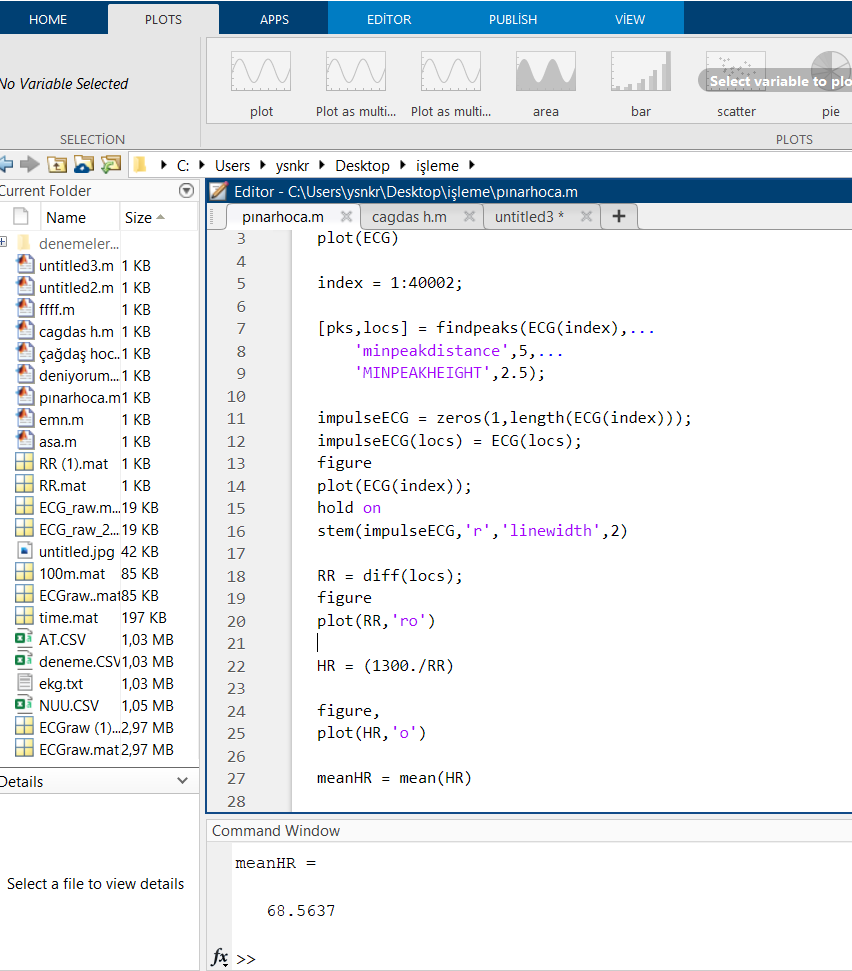 HOME PLOTS APPS EDİTOR PUBLİSH VİEW
No Variable Selected
Select variable to plo
plot Plot as multi... Plot as multi... area bar scatter pie
SELECTİON PLOTS
C: Users ysnkr Desktop işleme
Current Folder
Name Size
denemeler...
untitled3.m 1 KB
untitled2.m 1 KB
ffff.m 1 KB
cagdas h.m 1 KB
çağdaş hoc... 1 KB
deniyorum... 1 KB
pınarhoca.m 1 KB
emn.m 1 KB
asa.m 1 KB
RR (1).mat 1 KB
RR.mat 1 KB
ECG_raw.m... 19 KB
ECG_raw_2... 19 KB
untitled.jpg 42 KB
100m.mat 85 KB
ECGraw..mat 85 KB
time.mat 197 KB
AT.CSV 1,03 MB
deneme.CSV 1,03 MB
ekg.txt 1,03 MB
NUU.CSV 1,05 MB
ECGraw (1)... 2,97 MB
ECGraw.mat 2,97 MB
Details
Select a file to view details
Editor - C:\Users\ysnkr\Desktop\işleme\pınarhoca.m
pınarhoca.m cagdas h.m untitled3 * +
3 plot(ECG)
4
5 index = 1:40002;
6
7 [pks,locs] = findpeaks(ECG(index),...
8 'minpeakdistance',5,...
9 'MINPEAKHEIGHT',2.5);
10
11 impulseECG = zeros(1,length(ECG(index)));
12 impulseECG(locs) = ECG(locs);
13 figure
14 plot(ECG(index));
15 hold on
16 stem(impulseECG,'r','linewidth',2)
17
18 RR = diff(locs);
19 figure
20 plot(RR,'ro')
21
22 HR = (1300./RR)
23
24 figure,
25 plot(HR,'o')
26
27 meanHR = mean(HR)
28
Command Window
meanHR =
68.5637
fx >>